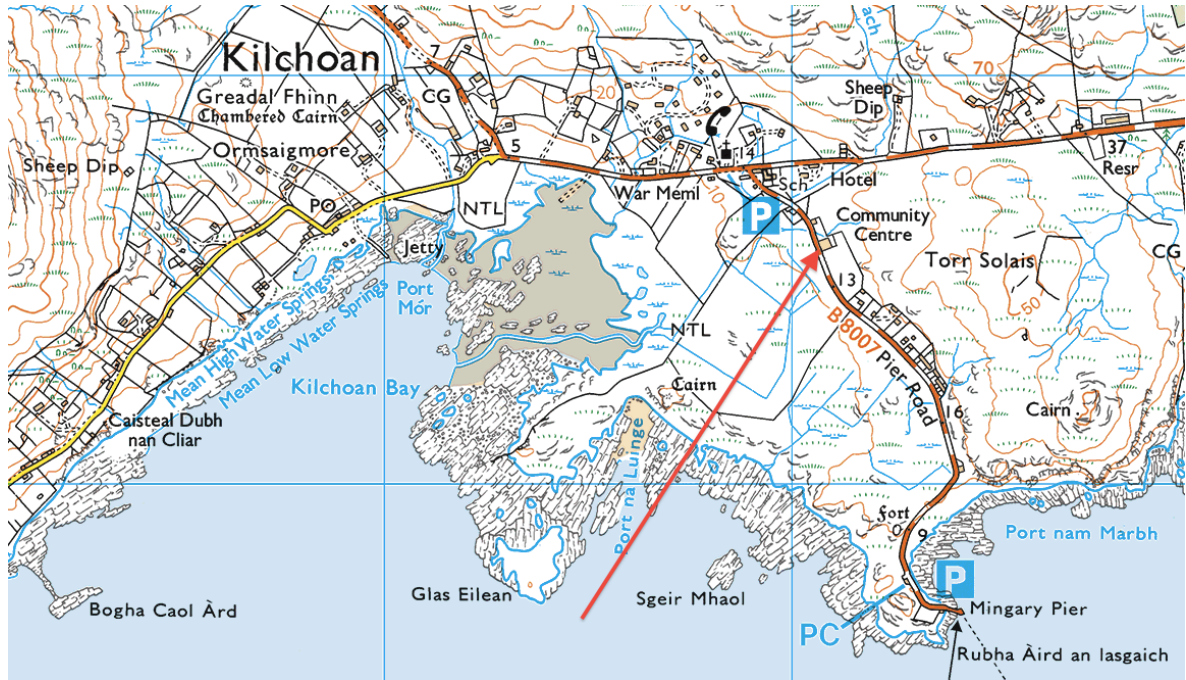 Kilchoan
7
70
CG
20
Greadal Fhinn
Chambered Cairn
Sheep
Dip
Ormsaigmore
5
14
37
Resr
Sheep Dip
War Meml
Sch
Hotel
PO
NTL
P
Community
Centre
Jetty
CG
Torr Solais
Mean High Water Springs
Mean Low Water Springs
Port
Mór
13
50
NTL
B8007
Pier Road
Kilchoan Bay
Cairn
Cairn
16
Caisteal Dubh
nan Cliar
Port na Luinge
Fort
9
Port nam Marbh
P
Bogha Caol Àrd
Glas Eilean
Sgeir Mhaol
Mingary Pier
PC
Rubha Àird an Iasgaich